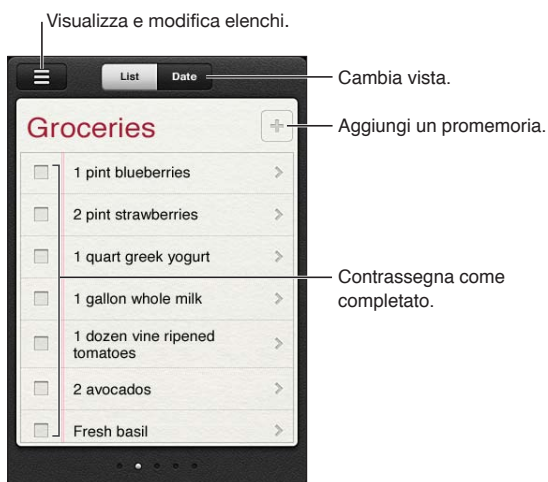 Visualizza e modifica elenchi.
List Date
Cambia vista.
Groceries
Aggiungi un promemoria.
1 pint blueberries
2 pint strawberries
1 quart greek yogurt
Contrassegna come
completato.
1 gallon whole milk
1 dozen vine ripened
tomatoes
2 avocados
Fresh basil